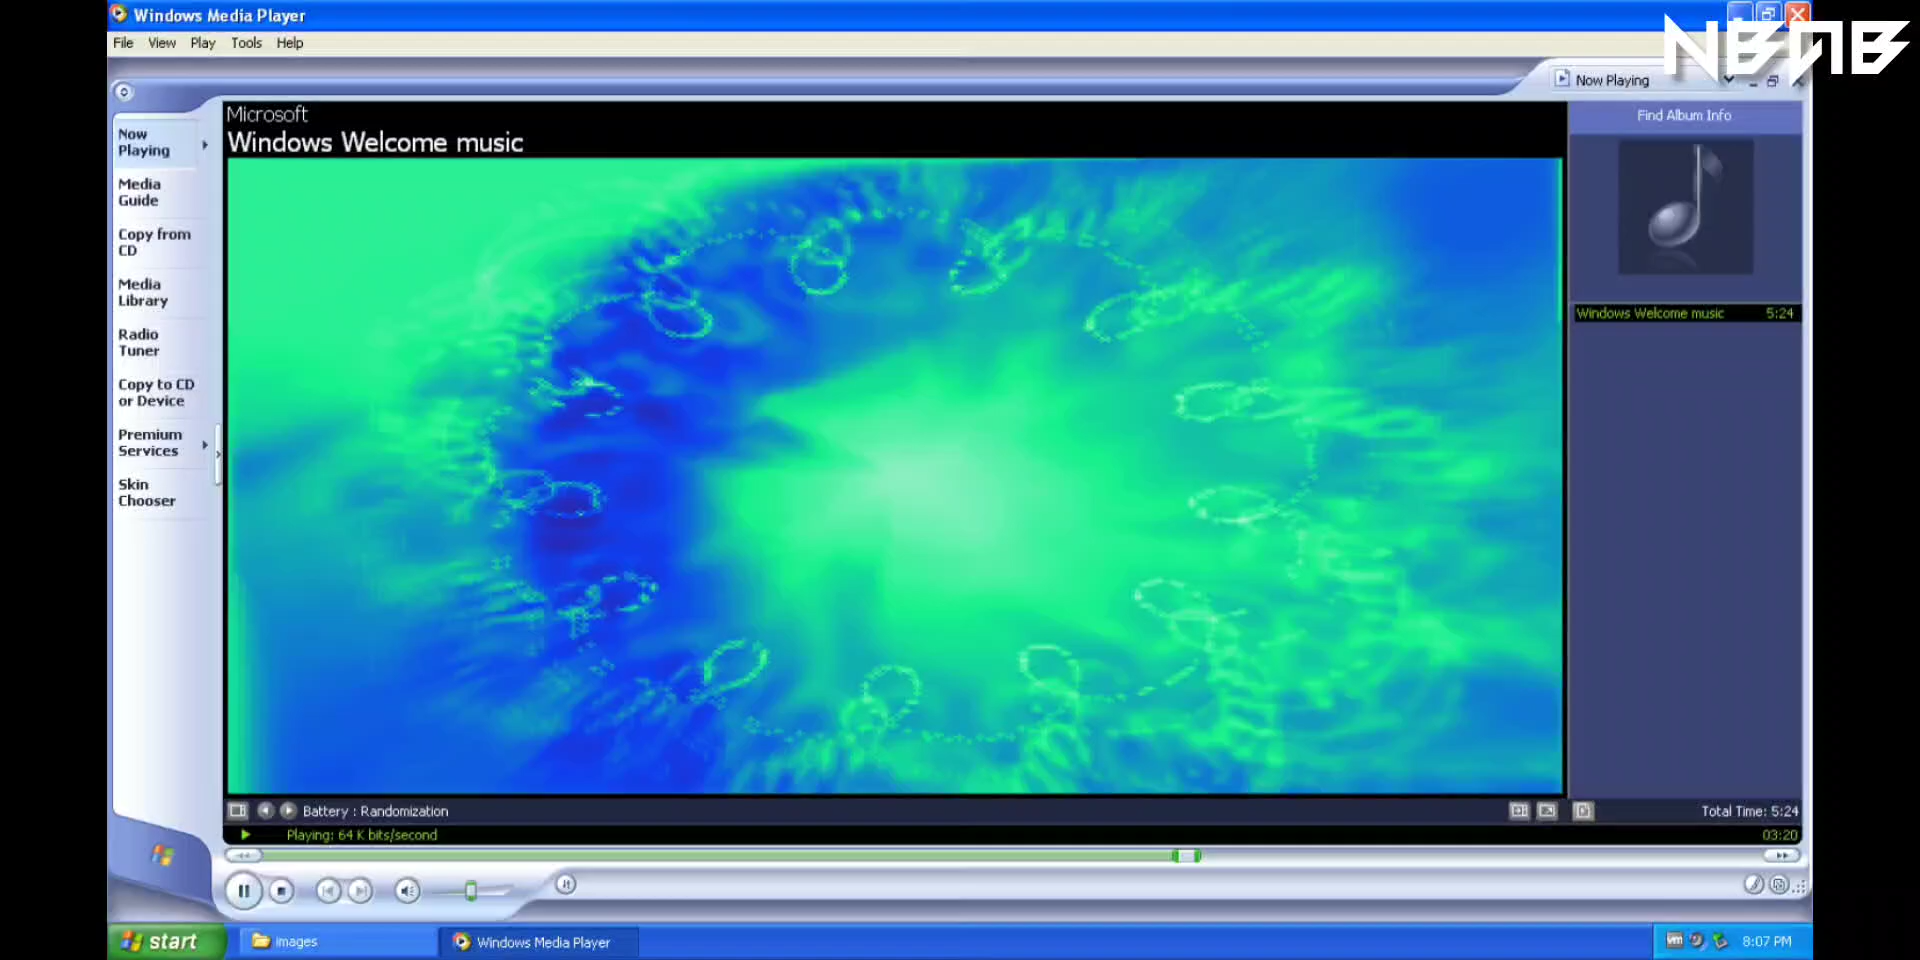 Windows Media Player
NBAB
File View Play Tools Help
Now Playing
Microsoft
Windows Welcome music
Find Album Info
Now
Playing
Media
Guide
Copy from
CD
Media
Library
Radio
Tuner
Copy to CD
or Device
Premium
Services
Skin
Chooser
Windows Welcome music 5:24
Battery : Randomization
Total Time: 5:24
Playing: 64 K bits/second
03:20
start
images
Windows Media Player
vm
8:07 PM